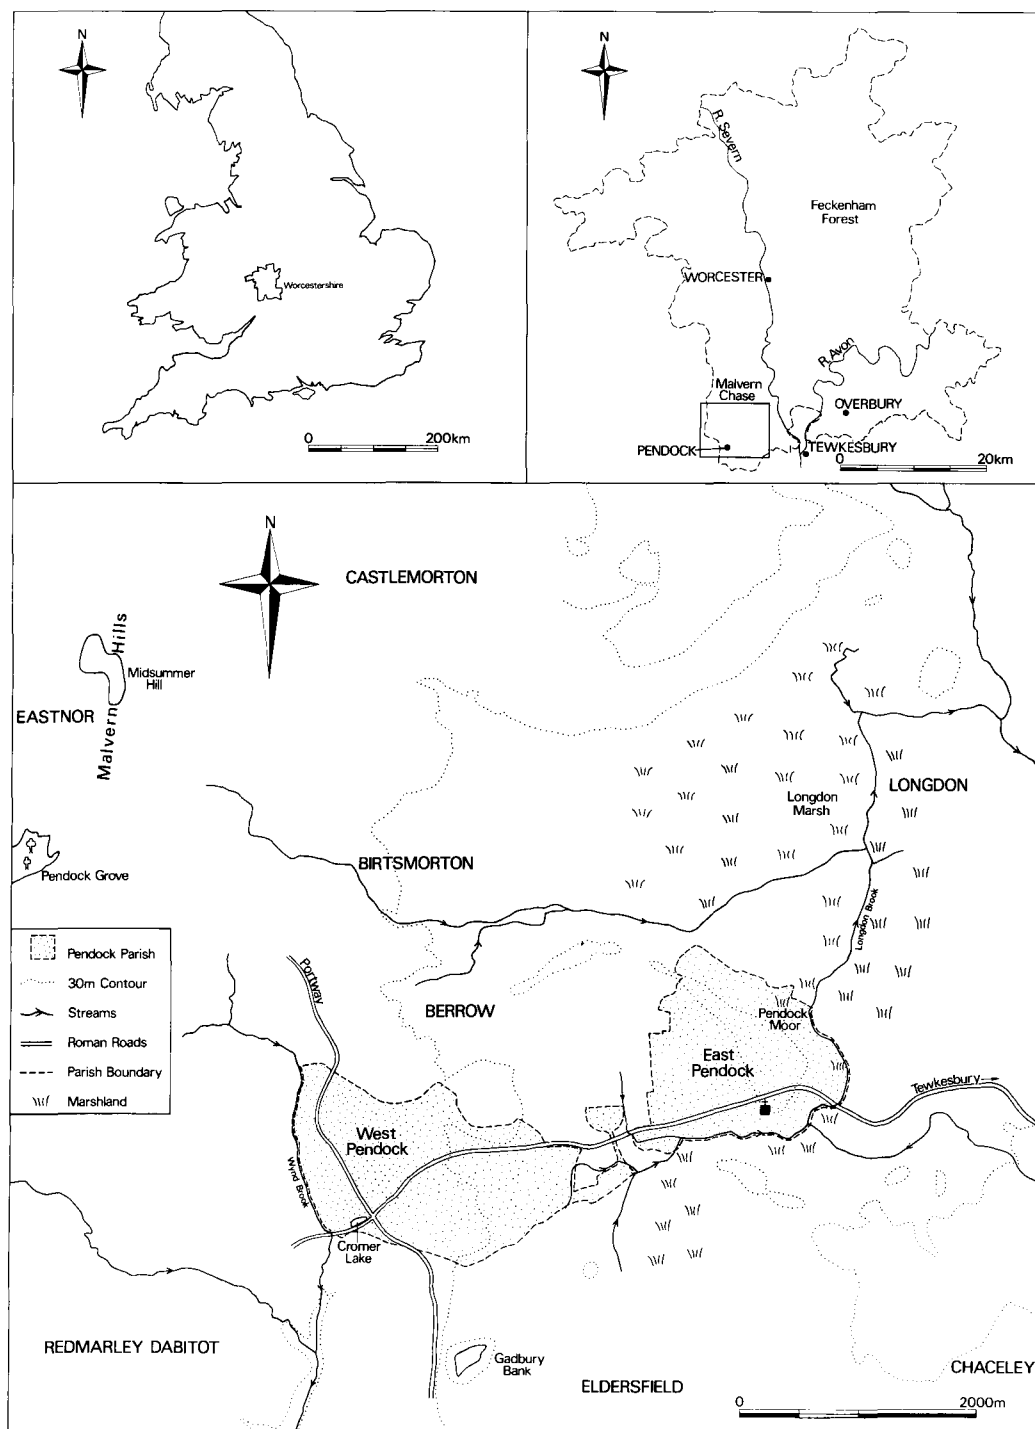 N
Worcestershire
0
200km
N
R. Severn
Feckenham
Forest
WORCESTER
R. Avon
Malvern
Chase
OVERBURY
PENDOCK
TEWKESBURY
0
20km
N
CASTLEMORTON
Malvern Hills
Midsummer
Hill
EASTNOR
LONGDON
Longdon
Marsh
BIRTSMORTON
Pendock Grove
Longdon Brook
Pendock Parish
30m Contour
Streams
Roman Roads
Parish Boundary
Marshland
Portway
BERROW
Pendock
Moor
East
Pendock
Tewkesbury
West
Pendock
Wynd Brook
Cromer
Lake
REDMARLEY DABITOT
Gadbury
Bank
ELDERSFIELD
CHACELEY
0
2000m